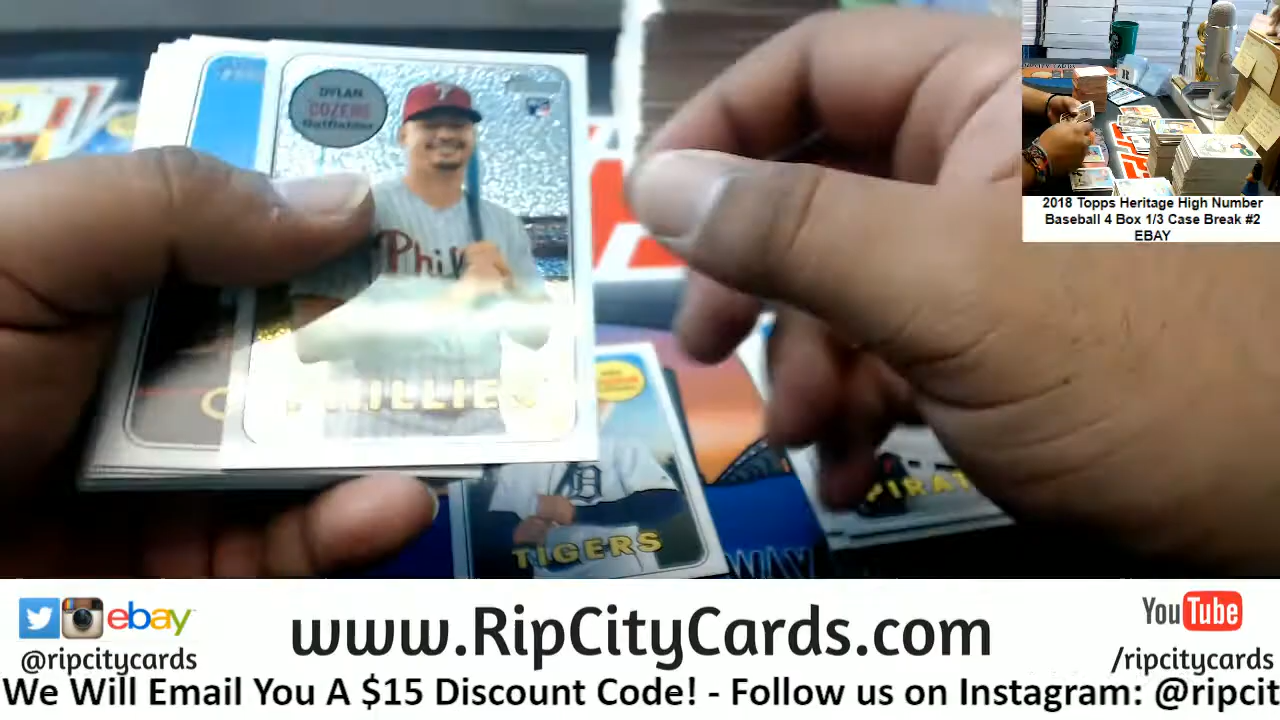 DYLAN
COZENS
Outfielder
Phil
PHILLIES
TIGERS
PIRAT
2018 Topps Heritage High Number
Baseball 4 Box 1/3 Case Break #2
EBAY
ebay
@ripcitycards
www.RipCityCards.com
YouTube
/ripcitycards
We Will Email You A $15 Discount Code! - Follow us on Instagram: @ripcit